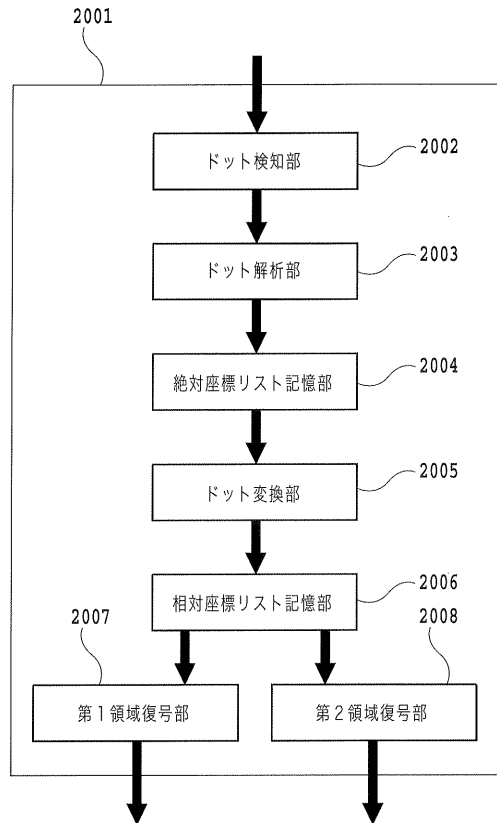 2001
ドット検知部
2002
ドット解析部
2003
絶対座標リスト記憶部
2004
ドット変換部
2005
相対座標リスト記憶部
2006
2007
2008
第1領域復号部
第2領域復号部